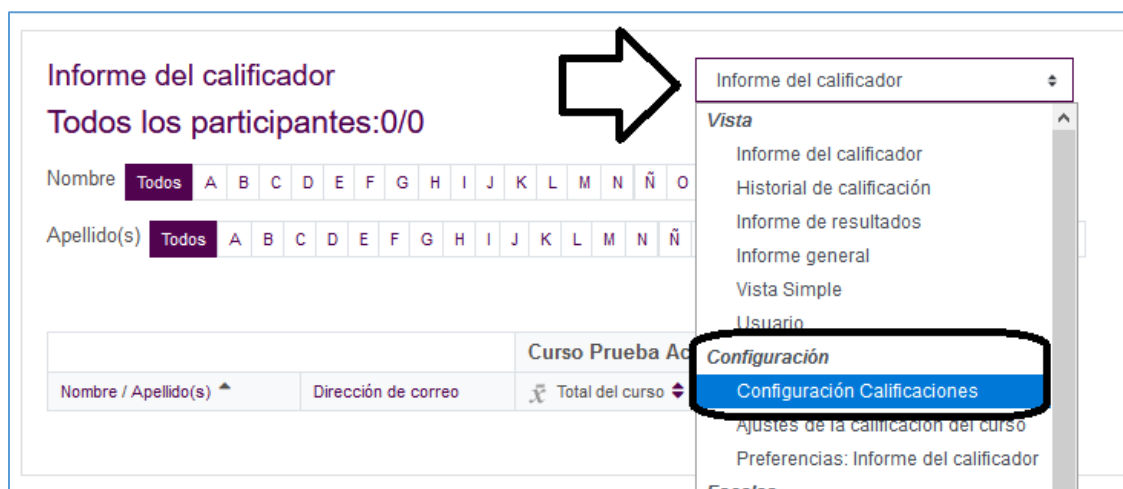 Informe del calificador
Todos los participantes:0/0
Informe del calificador
Nombre Todos A B C D E F G H I J K L M N Ñ O
Apellido(s) Todos A B C D E F G H I J K L M N Ñ
Vista
Informe del calificador
Historial de calificación
Informe de resultados
Informe general
Vista Simple
Usuario
Configuración
Configuración Calificaciones
Ajustes de la calificación del curso
Preferencias: Informe del calificador
Escalas
Curso Prueba Ac
Nombre / Apellido(s) Dirección de correo x̄ Total del curso